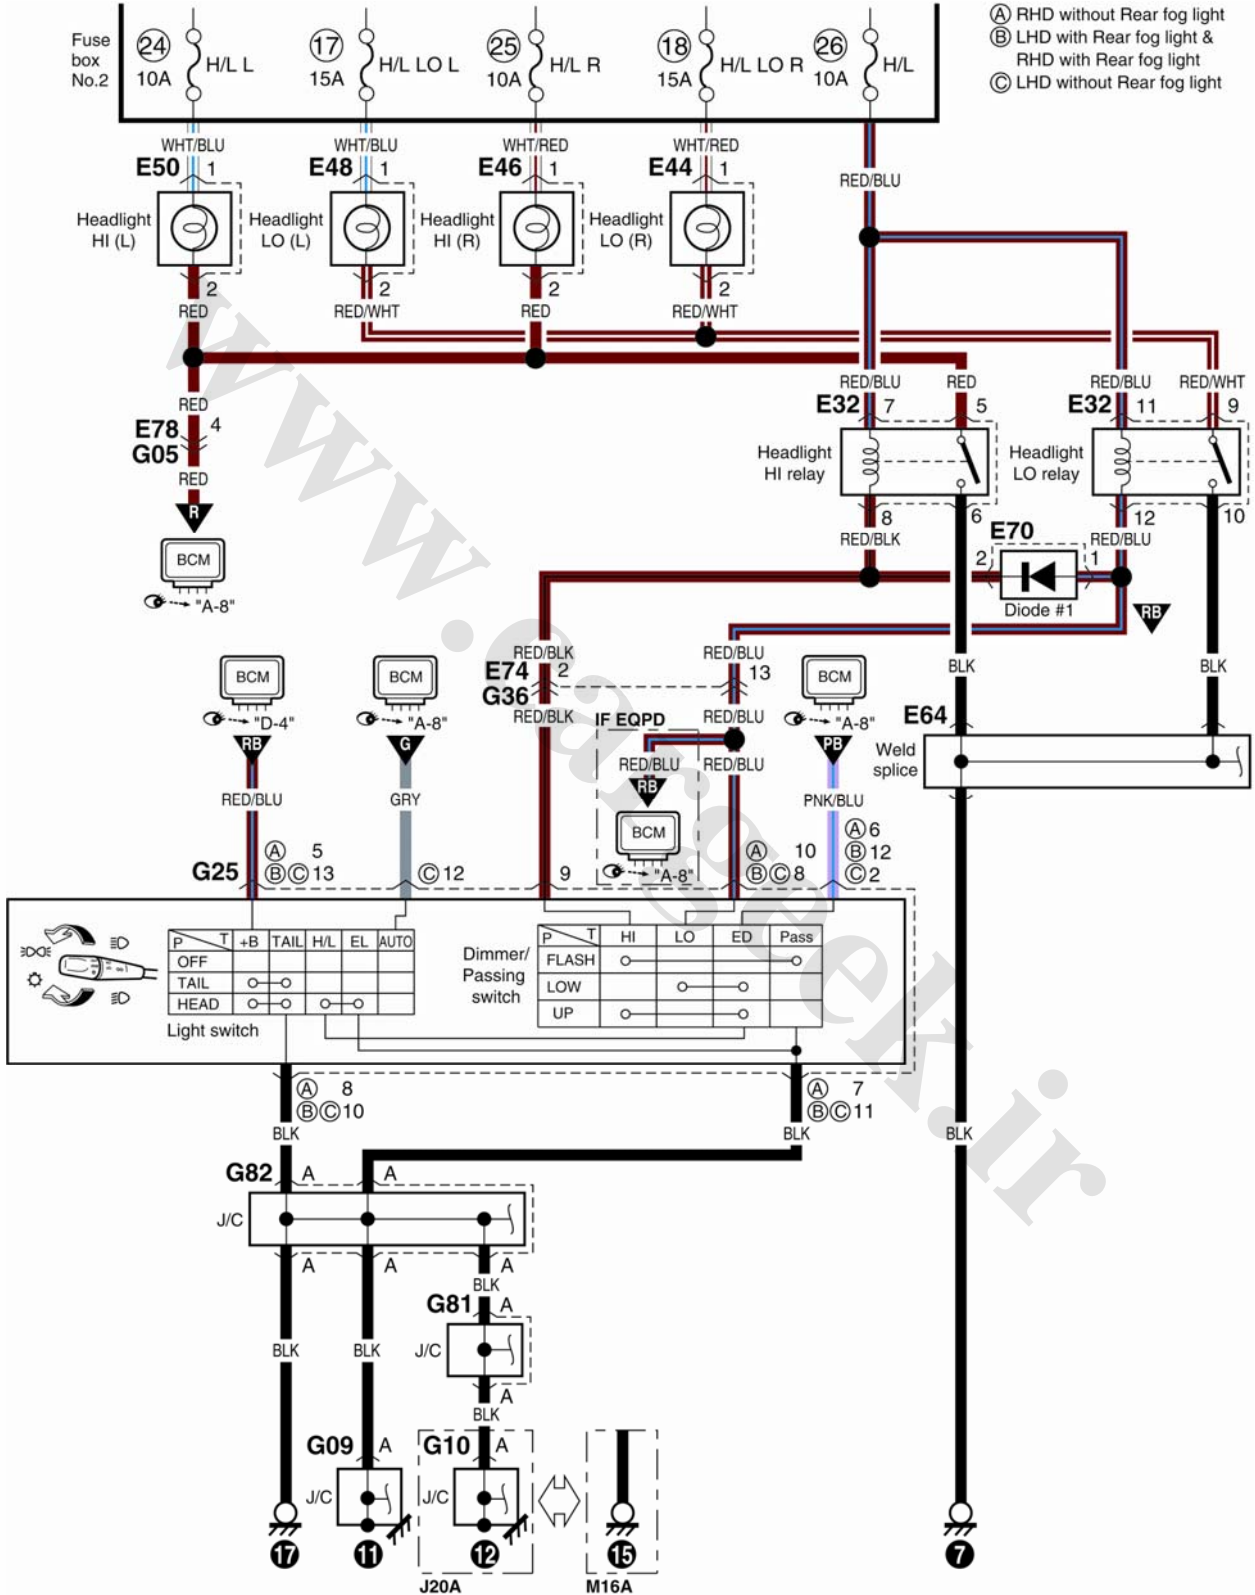 Ⓐ RHD without Rear fog light
Ⓑ LHD with Rear fog light &
RHD with Rear fog light
Ⓒ LHD without Rear fog light
Fuse
box
No.2
24
10A
H/L L
17
15A
H/L LO L
25
10A
H/L R
18
15A
H/L LO R
26
10A
H/L
WHT/BLU
WHT/BLU
WHT/RED
WHT/RED
E50 1
E48 1
E46 1
E44 1
RED/BLU
Headlight
HI (L)
Headlight
LO (L)
Headlight
HI (R)
Headlight
LO (R)
2
2
2
2
RED
RED/WHT
RED
RED/WHT
RED/BLU
RED
RED/BLU
RED/WHT
RED
E78 4
G05
RED
R
BCM
"A-8"
E32 7
5
E32 11
9
Headlight
HI relay
Headlight
LO relay
8
6
12
10
RED/BLK
E70
RED/BLU
2
1
Diode #1
RB
RED/BLK
RED/BLU
E74 2
13
G36
BLK
BLK
BCM
"D-4"
RB
BCM
"A-8"
G
RED/BLK
IF EQPD
RED/BLU
BCM
"A-8"
PB
E64
Weld
splice
RED/BLU
RED/BLU
RB
BCM
"A-8"
RED/BLU
GRY
PNK/BLU
G25
Ⓐ 5
ⒷⒸ 13
Ⓒ 12
9
Ⓐ 10
ⒷⒸ 8
Ⓐ 6
Ⓑ 12
Ⓒ 2
P T +B TAIL H/L EL AUTO
OFF
TAIL
HEAD
Light switch
Dimmer/
Passing
switch
P T HI LO ED Pass
FLASH
LOW
UP
Ⓐ 8
ⒷⒸ 10
BLK
Ⓐ 7
ⒷⒸ 11
BLK
BLK
G82 A
A
J/C
A
A
A
BLK
G81 A
BLK
BLK
J/C
A
BLK
G09 A
G10 A
J/C
J/C
17
11
12
15
7
J20A
M16A
www.cargeek.ir